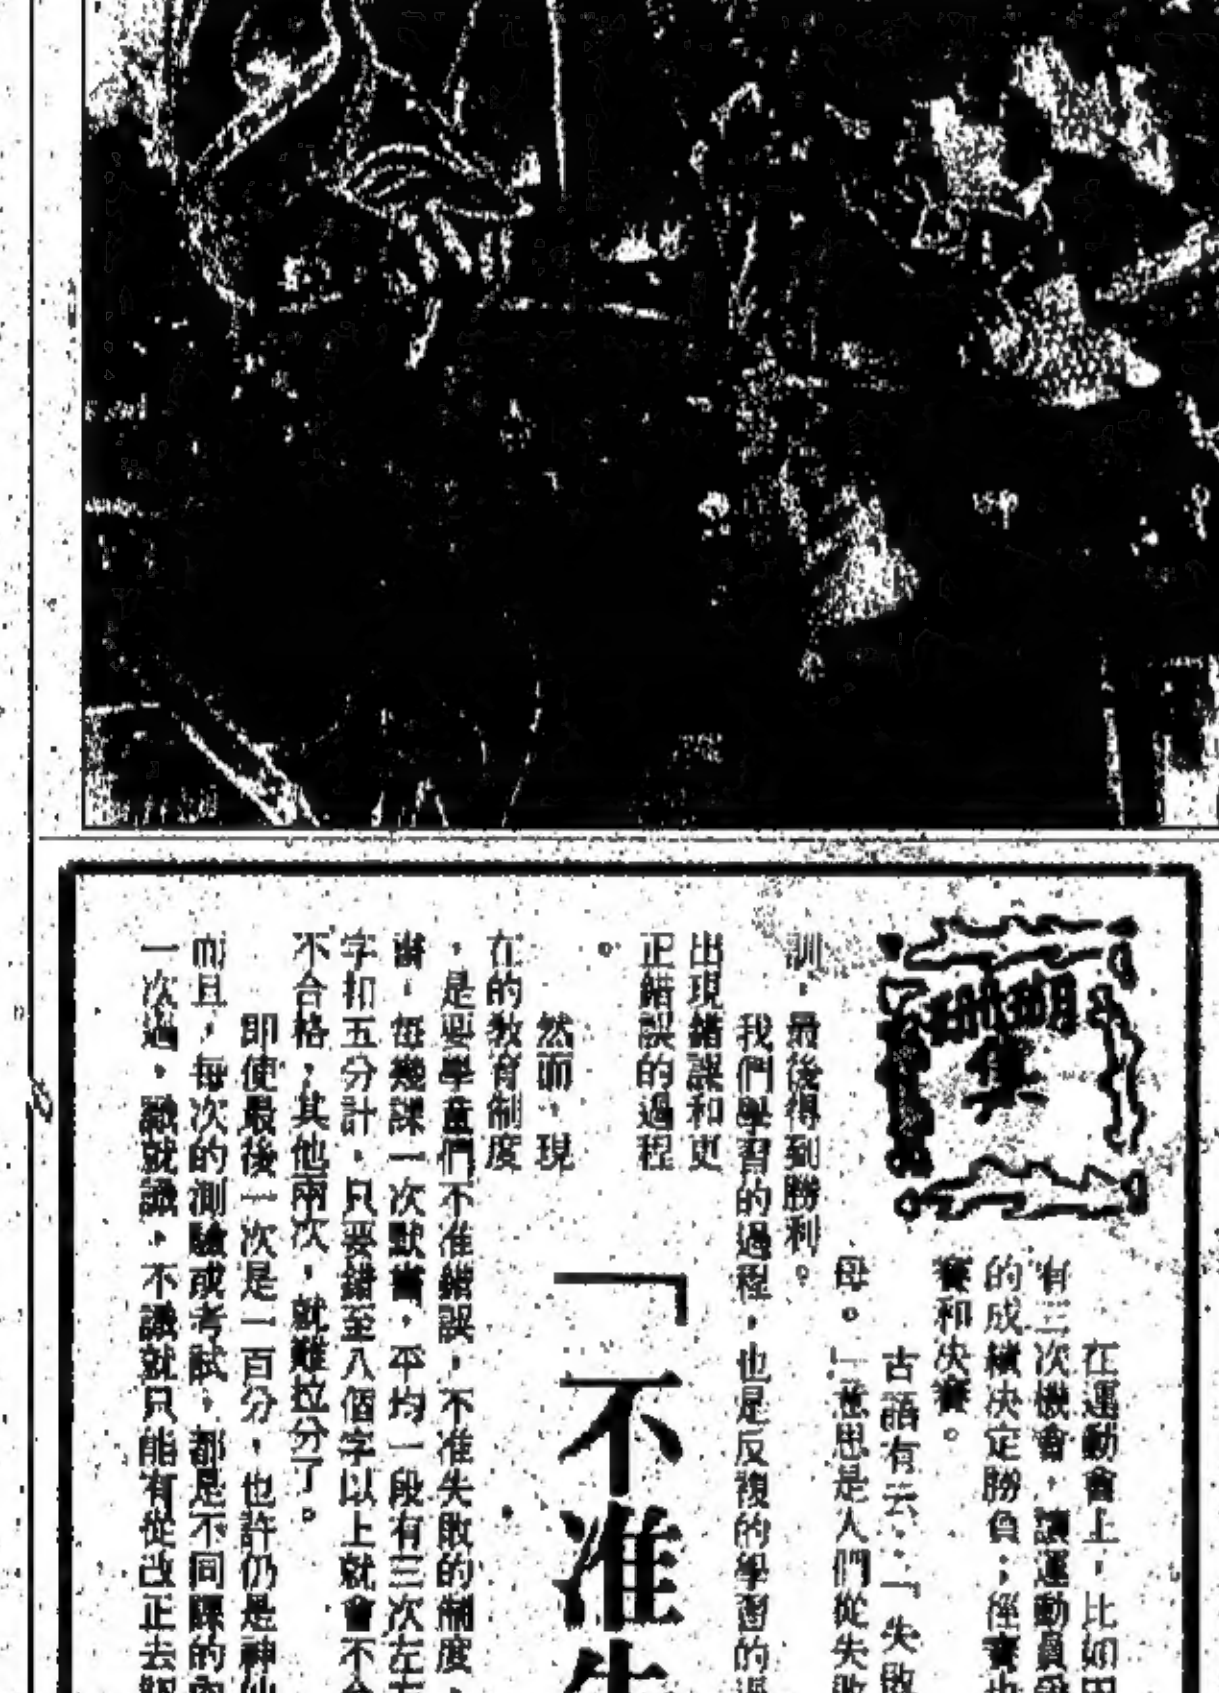 珊瑚集
在運動會上，比如田
有三次機會，讓運動員發
的成績決定勝負；徑賽也
賽和決賽。
古語有云：「失敗
母。」意思是人們從失敗
訓，最後得到勝利。
我們學習的過程，也是反複的學習的過
出現錯誤和更
正錯誤的過程
。
「不准失
然而，現
在的教育制度
，是要學童們不准錯誤，不准失敗的制度，
書，每幾課一次默書，平均一段有三次左右
字扣五分計，只要錯至八個字以上就會不合
不合格，其他兩次，就難拉分了。
即使最後一次是一百分，也許仍是神仙
而且，每次的測驗或考試，都是不同課的內
一次過，識就識，不識就只能有從改正去認